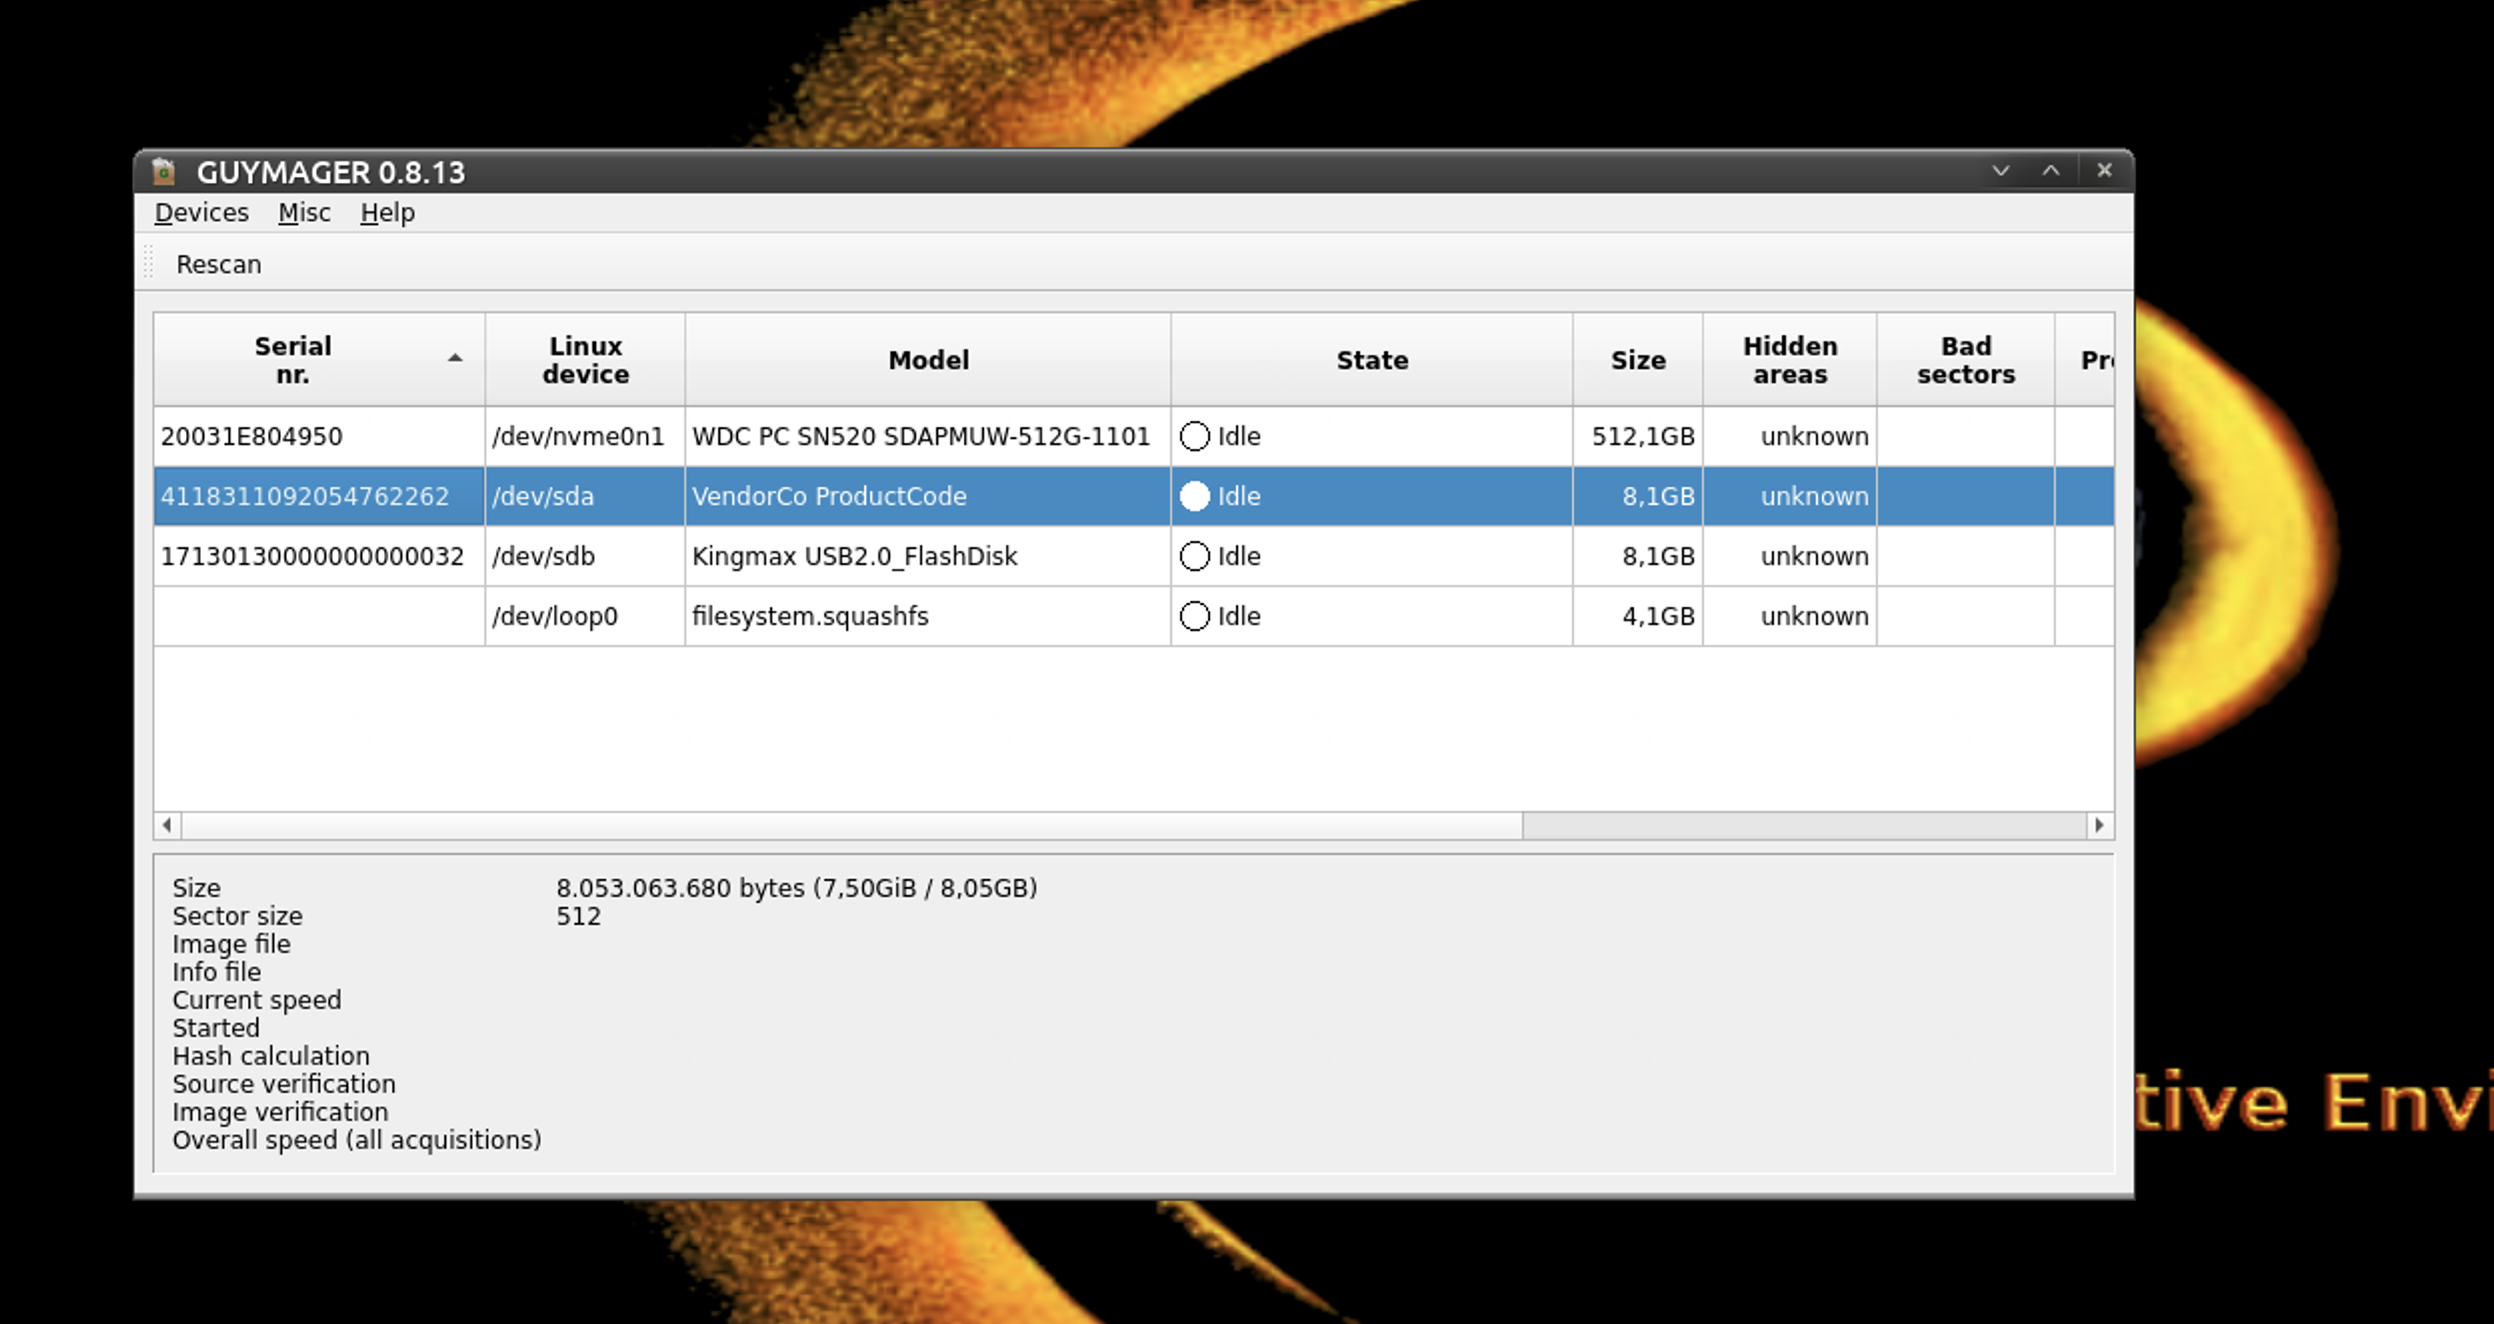 GUYMAGER 0.8.13
Devices Misc Help
Rescan
Serial nr. Linux device Model State Size Hidden areas Bad sectors
20031E804950 /dev/nvme0n1 WDC PC SN520 SDAPMUW-512G-1101 Idle 512,1GB unknown
4118311092054762262 /dev/sda VendorCo ProductCode Idle 8,1GB unknown
17130130000000000032 /dev/sdb Kingmax USB2.0_FlashDisk Idle 8,1GB unknown
/dev/loop0 filesystem.squashfs Idle 4,1GB unknown
Size 8.053.063.680 bytes (7,50GiB / 8,05GB)
Sector size 512
Image file
Info file
Current speed
Started
Hash calculation
Source verification
Image verification
Overall speed (all acquisitions)
tive Envi